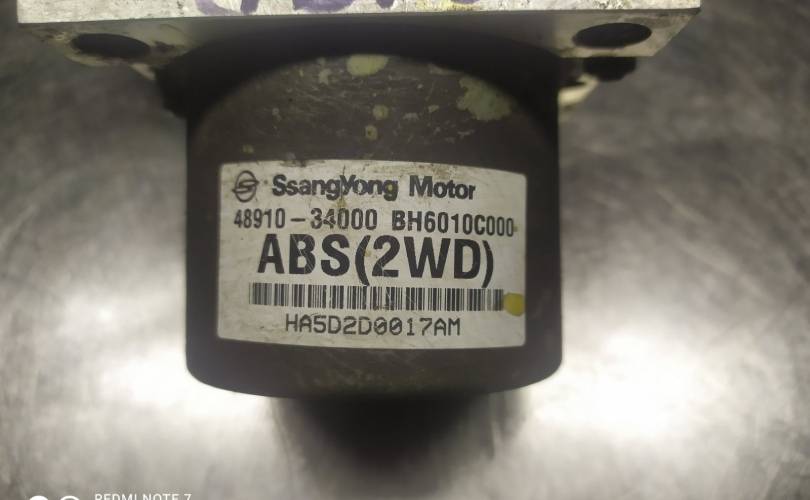 SsangYong Motor
48910-34000 BH6010C000
ABS(2WD)
HA5D2D0017AM
REDMI NOTE 7